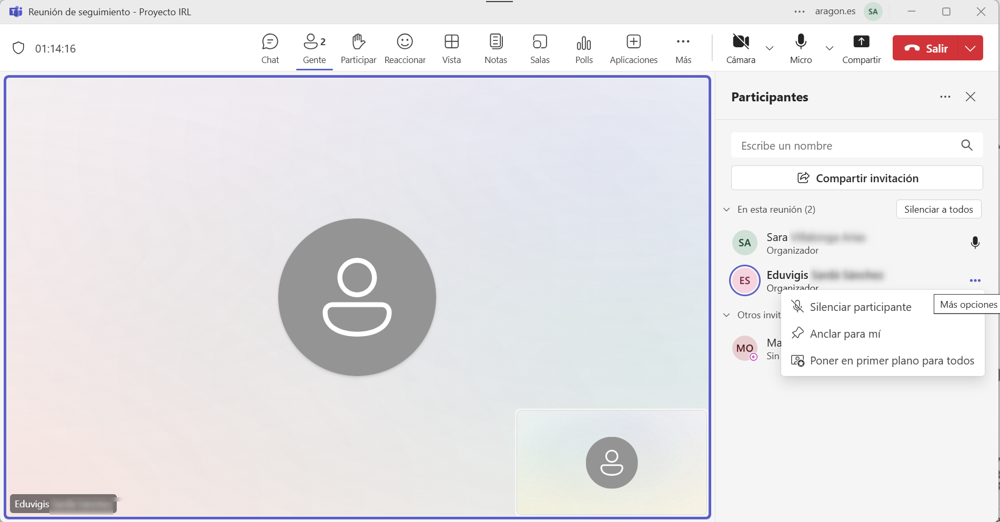 Reunión de seguimiento - Proyecto IRL
aragon.es
SA
01:14:16
Chat
2
Gente
Participar
Reaccionar
Vista
Notas
Salas
Polls
Aplicaciones
Más
Cámara
Micro
Compartir
Salir
Participantes
Escribe un nombre
Compartir invitación
En esta reunión (2)
Silenciar a todos
SA
Sara
Organizador
ES
Eduvigis
Organizador
Más opciones
Silenciar participante
Otros invit
Anclar para mí
MO
Ma
Sin
Poner en primer plano para todos
Eduvigis